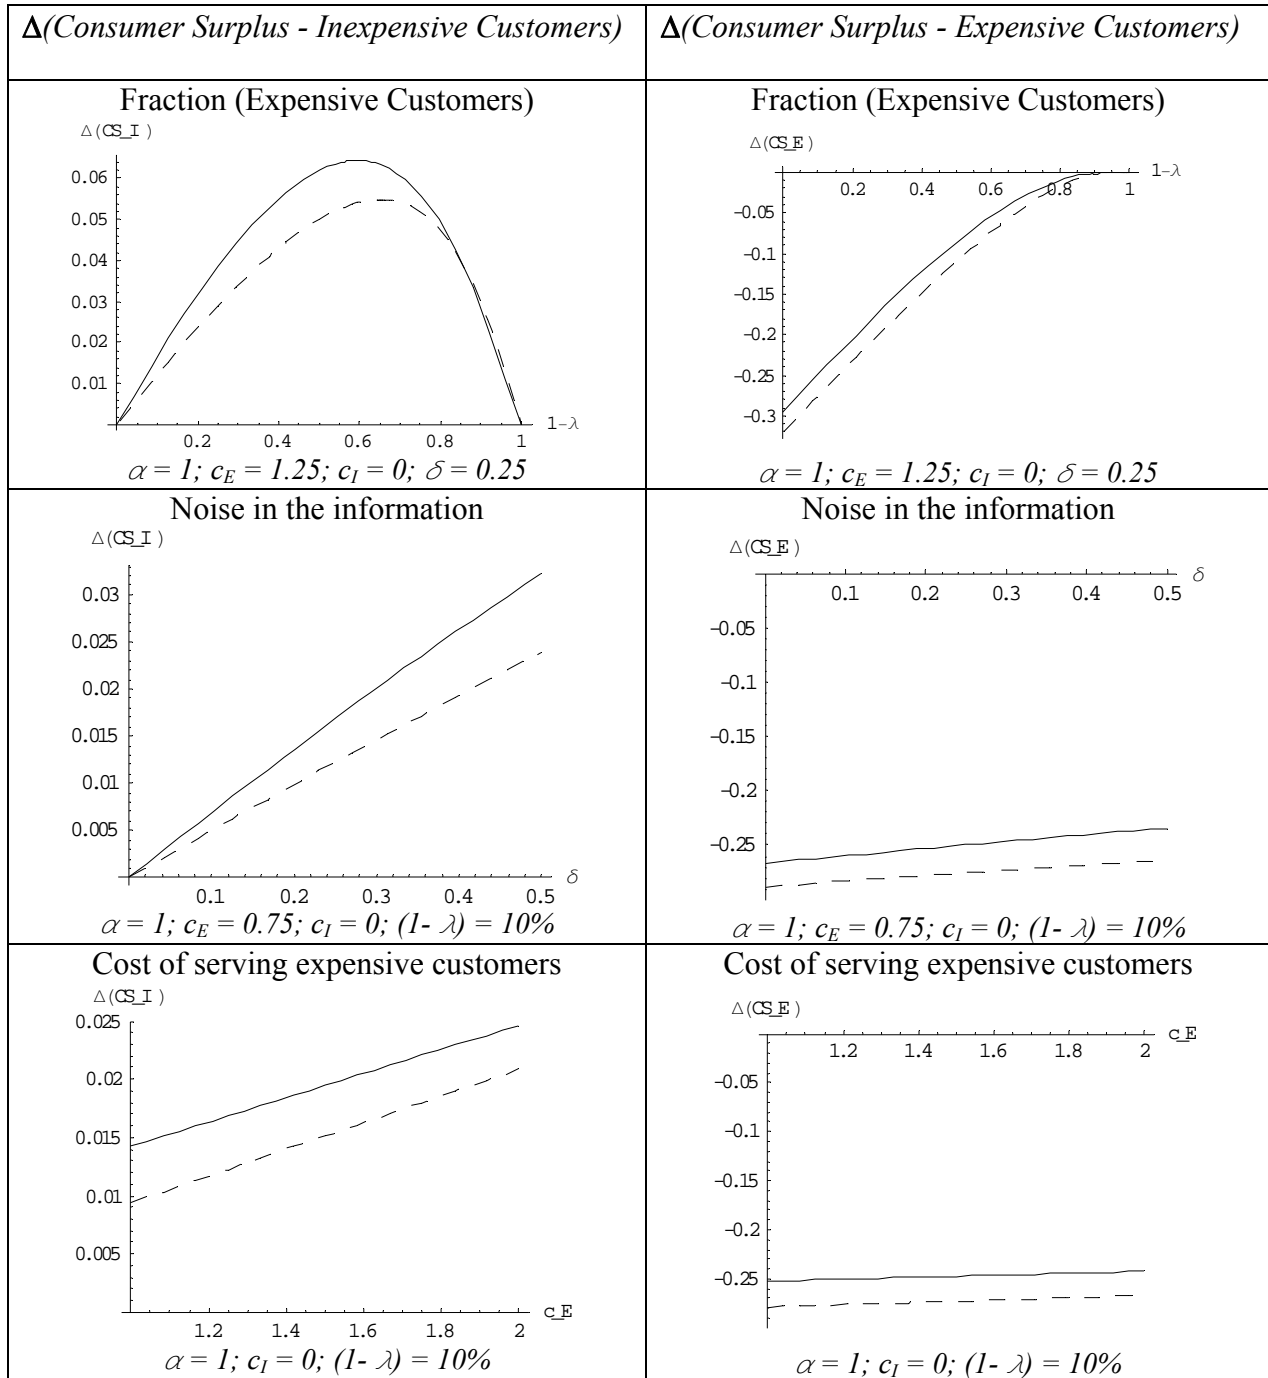 Δ(Consumer Surplus - Inexpensive Customers)
Δ(Consumer Surplus - Expensive Customers)
Fraction (Expensive Customers)
Δ(CS_I)
0.06
0.05
0.04
0.03
0.02
0.01
0.2 0.4 0.6 0.8 1
1-λ
α = 1; c_E = 1.25; c_I = 0; δ = 0.25
Fraction (Expensive Customers)
Δ(CS_E)
0.2 0.4 0.6 0.8 1
1-λ
-0.05
-0.1
-0.15
-0.2
-0.25
-0.3
α = 1; c_E = 1.25; c_I = 0; δ = 0.25
Noise in the information
Δ(CS_I)
0.03
0.025
0.02
0.015
0.01
0.005
0.1 0.2 0.3 0.4 0.5
δ
α = 1; c_E = 0.75; c_I = 0; (1- λ) = 10%
Noise in the information
Δ(CS_E)
0.1 0.2 0.3 0.4 0.5
δ
-0.05
-0.1
-0.15
-0.2
-0.25
α = 1; c_E = 0.75; c_I = 0; (1- λ) = 10%
Cost of serving expensive customers
Δ(CS_I)
0.025
0.02
0.015
0.01
0.005
1.2 1.4 1.6 1.8 2
c_E
α = 1; c_I = 0; (1- λ) = 10%
Cost of serving expensive customers
Δ(CS_E)
1.2 1.4 1.6 1.8 2
c_E
-0.05
-0.1
-0.15
-0.2
-0.25
α = 1; c_I = 0; (1- λ) = 10%